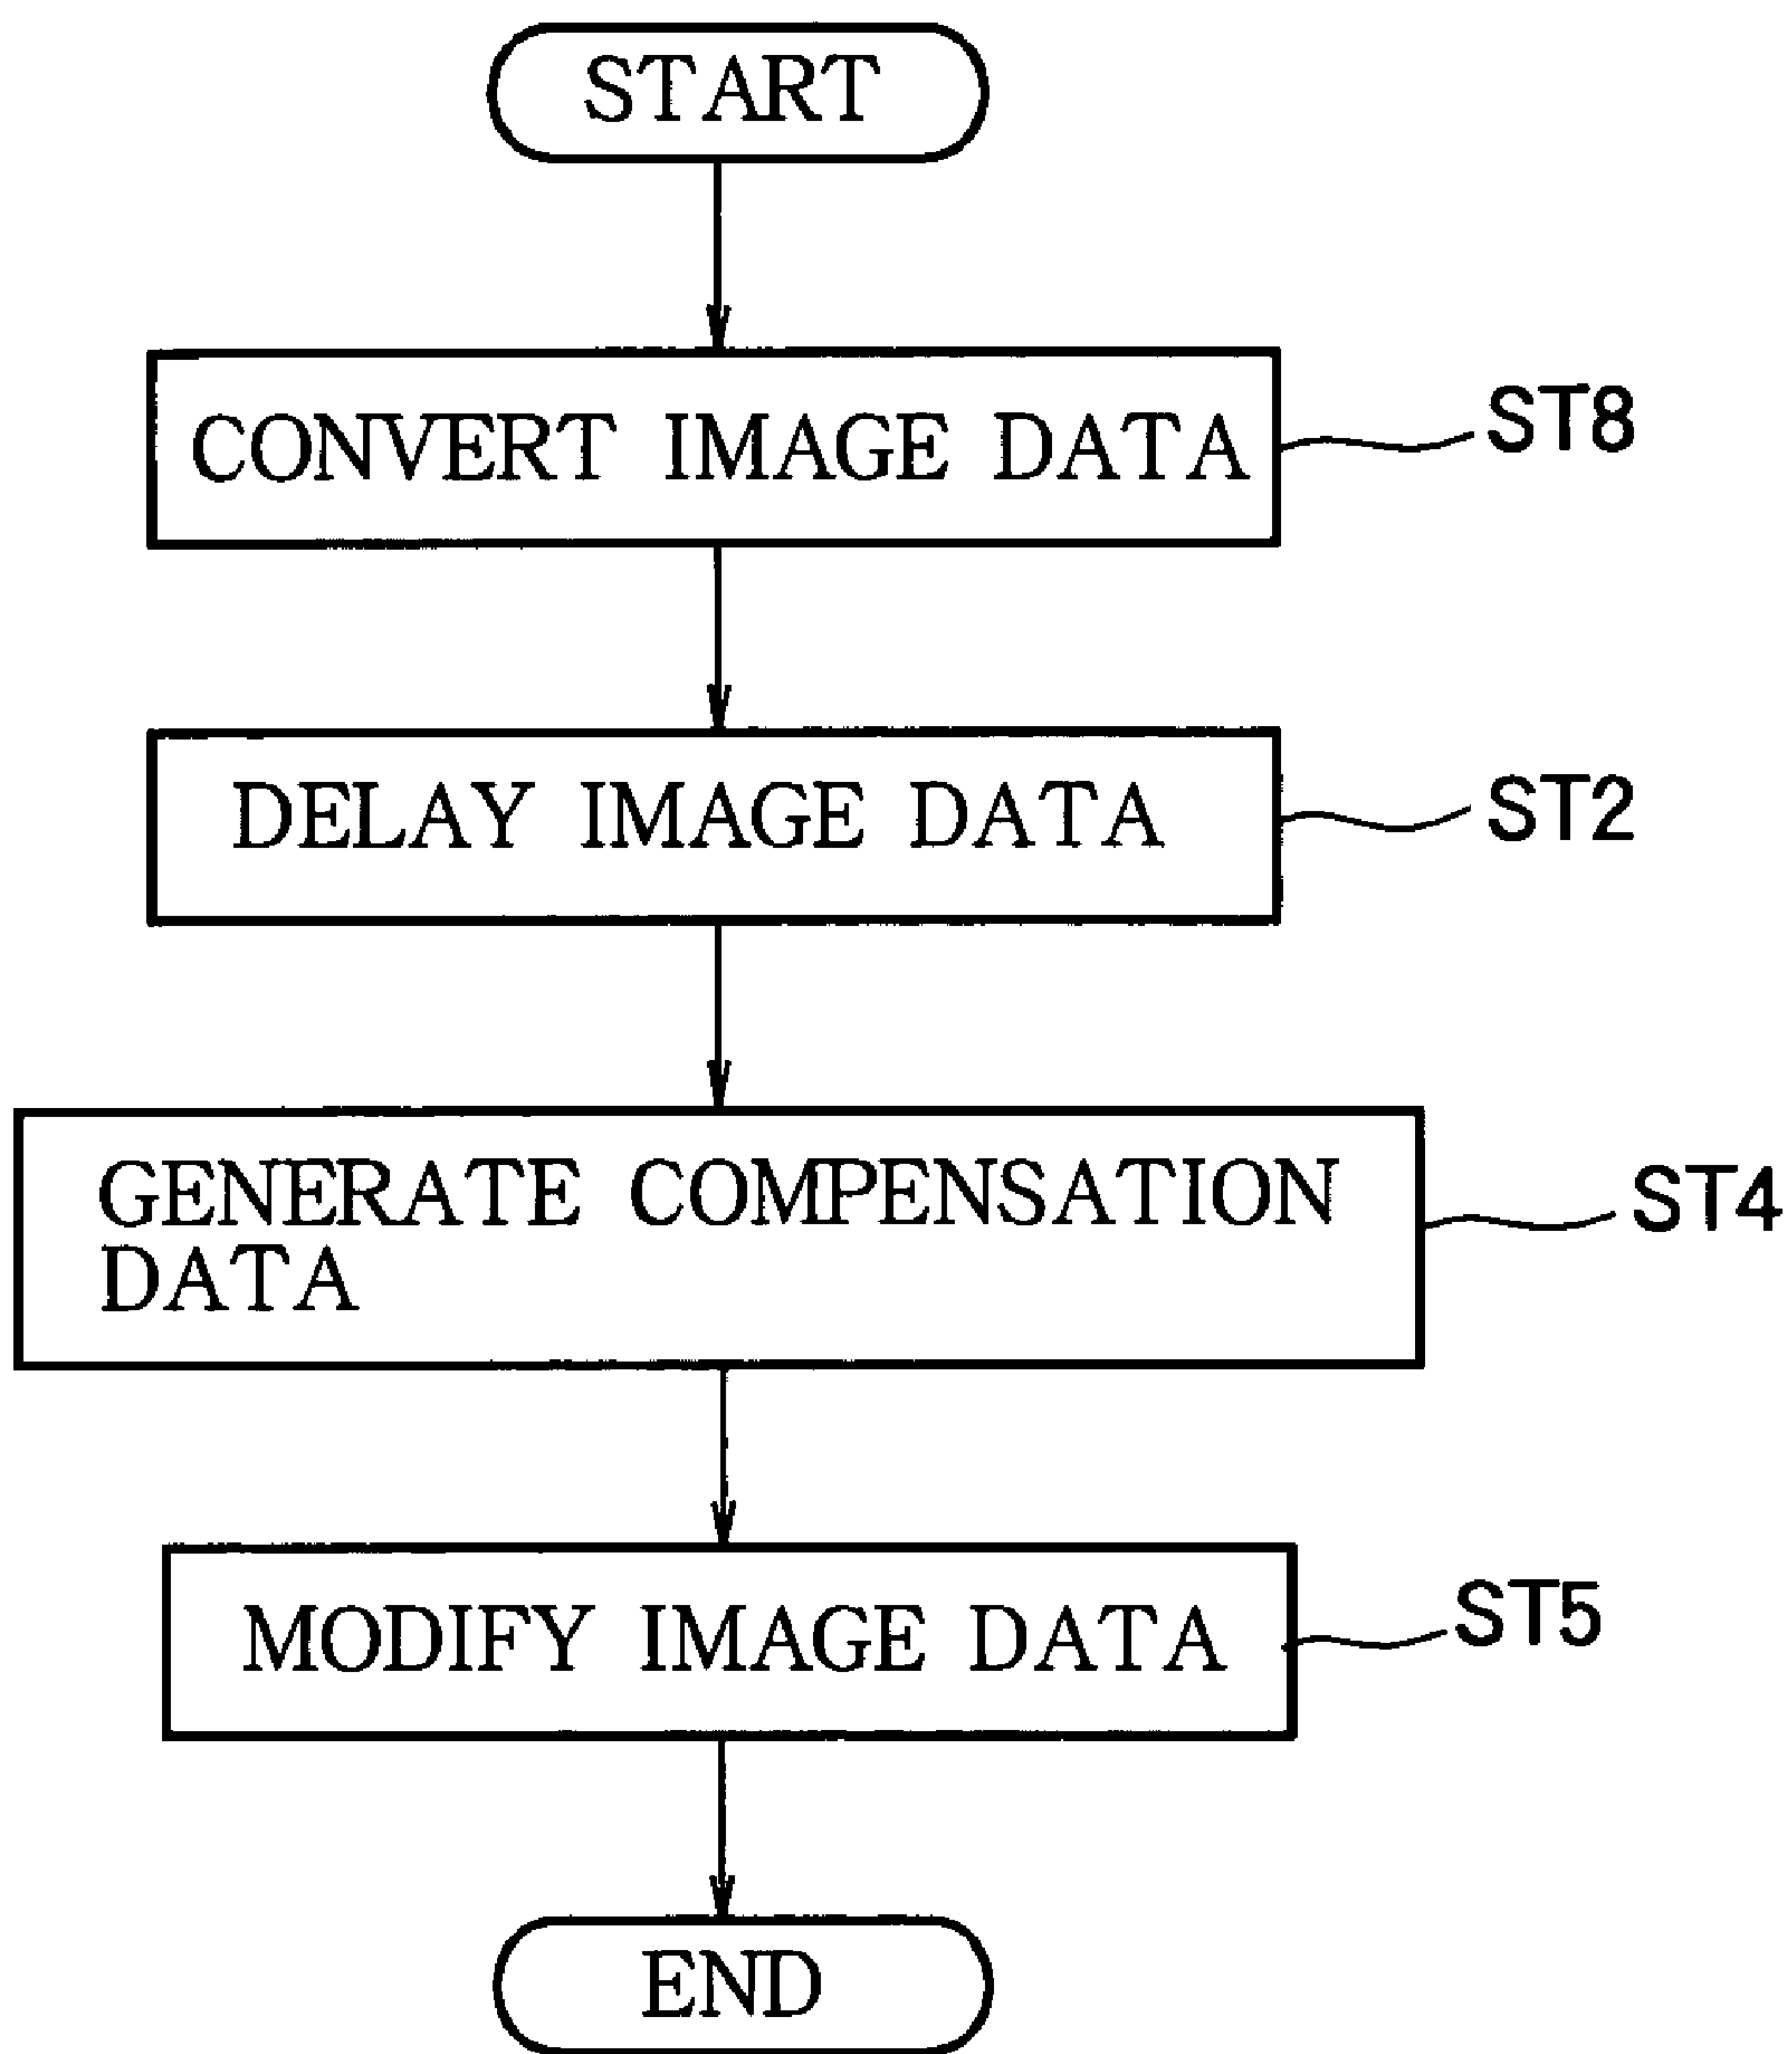 START
CONVERT IMAGE DATA
ST8
DELAY IMAGE DATA
ST2
GENERATE COMPENSATION
DATA
ST4
MODIFY IMAGE DATA
ST5
END